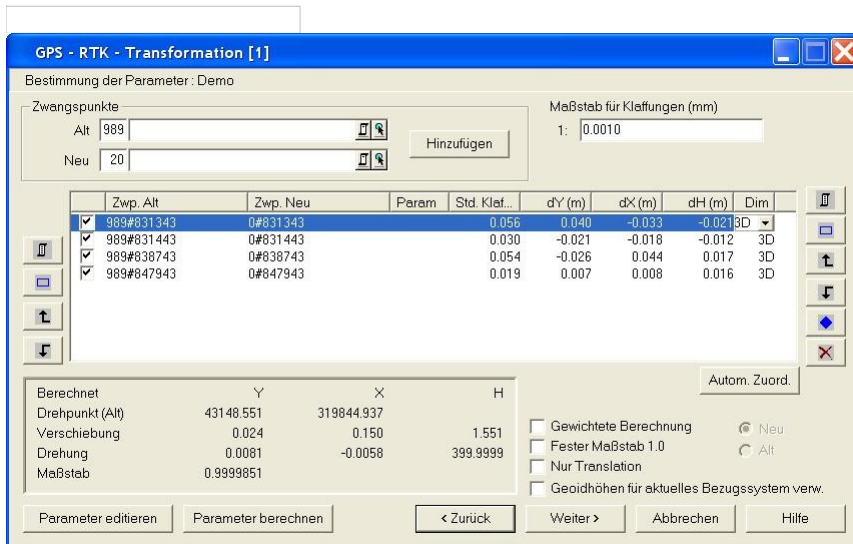 GPS - RTK - Transformation [1]
Bestimmung der Parameter : Demo
Zwangspunkte
Alt 989
Neu 20
Hinzufügen
Maßstab für Klaffungen (mm)
1: 0.0010
Zwp. Alt Zwp. Neu Param Std. Klaf... dY (m) dX (m) dH (m) Dim
989#831343 0#831343 0.056 0.040 -0.033 -0.021 3D
989#831443 0#831443 0.030 -0.021 -0.018 -0.012 3D
989#838743 0#838743 0.054 -0.026 0.044 0.017 3D
989#847943 0#847943 0.019 0.007 0.008 0.016 3D
Autom. Zuord.
Berechnet Y X H
Drehpunkt (Alt) 43148.551 319844.937
Verschiebung 0.024 0.150 1.551
Drehung 0.0081 -0.0058 399.9999
Maßstab 0.9999851
Gewichtete Berechnung Neu
Fester Maßstab 1.0 Alt
Nur Translation
Geoidhöhen für aktuelles Bezugssystem verw.
Parameter editieren Parameter berechnen < Zurück Weiter > Abbrechen Hilfe